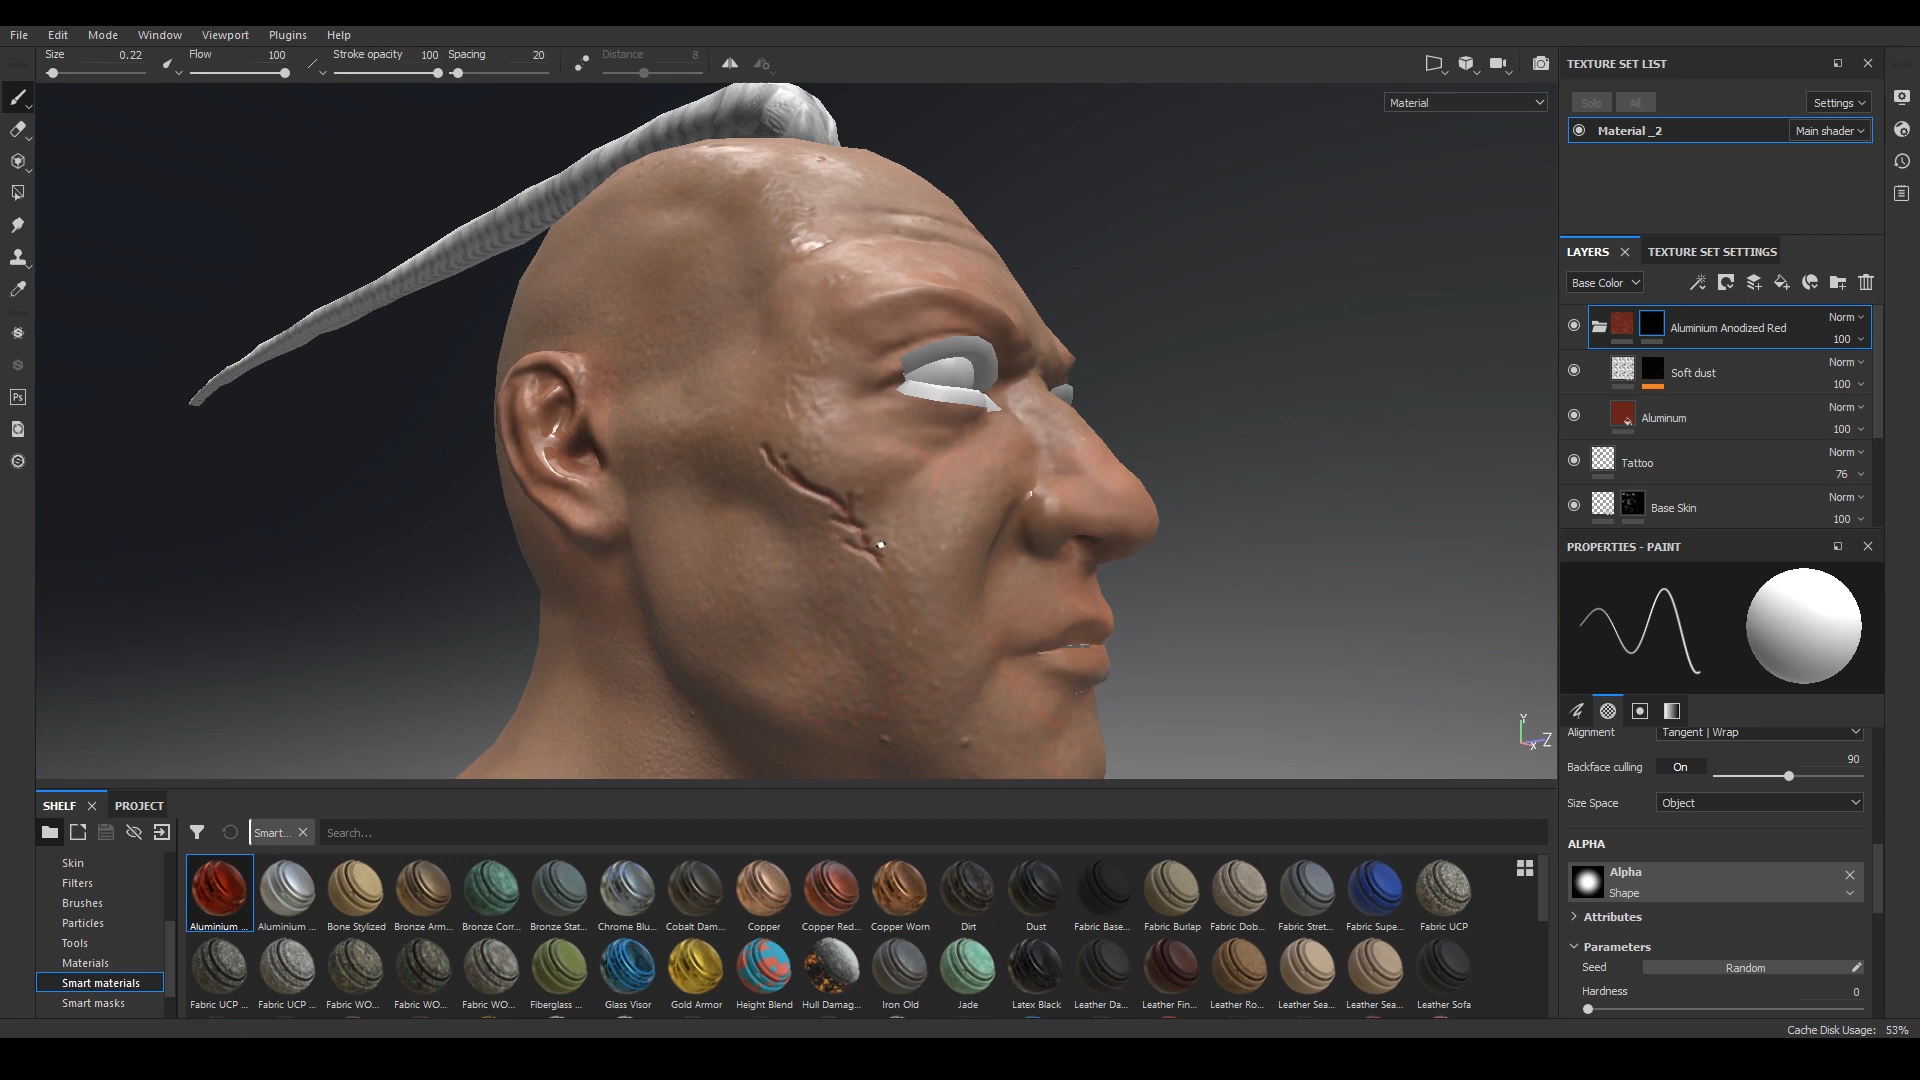 File Edit Mode Window Viewport Plugins Help
Size 0.22 Flow 100 Stroke opacity 100 Spacing 20 Distance 8
Material
TEXTURE SET LIST
Solo All Settings
Material _2 Main shader
LAYERS TEXTURE SET SETTINGS
Base Color
Aluminium Anodized Red Norm 100
Soft dust Norm 100
Aluminum Norm 100
Tattoo Norm 76
Base Skin Norm 100
PROPERTIES - PAINT
Alignment Tangent | Wrap
Backface culling On 90
Size Space Object
ALPHA
Alpha
Shape
Attributes
Parameters
Seed Random
Hardness 0
Ps
Y
X Z
SHELF PROJECT
Smart... Search...
Skin
Filters
Brushes
Particles
Tools
Materials
Smart materials
Smart masks
Aluminium ... Aluminium ... Bone Stylized Bronze Arm... Bronze Corr... Bronze Stat... Chrome Blu... Cobalt Dam... Copper Copper Red... Copper Worn Dirt Dust Fabric Base... Fabric Burlap Fabric Dob... Fabric Stret... Fabric Supe... Fabric UCP
Fabric UCP ... Fabric UCP ... Fabric WO... Fabric WO... Fabric WO... Fiberglass ... Glass Visor Gold Armor Height Blend Hull Damag... Iron Old Jade Latex Black Leather Da... Leather Fin... Leather Ro... Leather Sea... Leather Sea... Leather Sofa
Cache Disk Usage: 53%